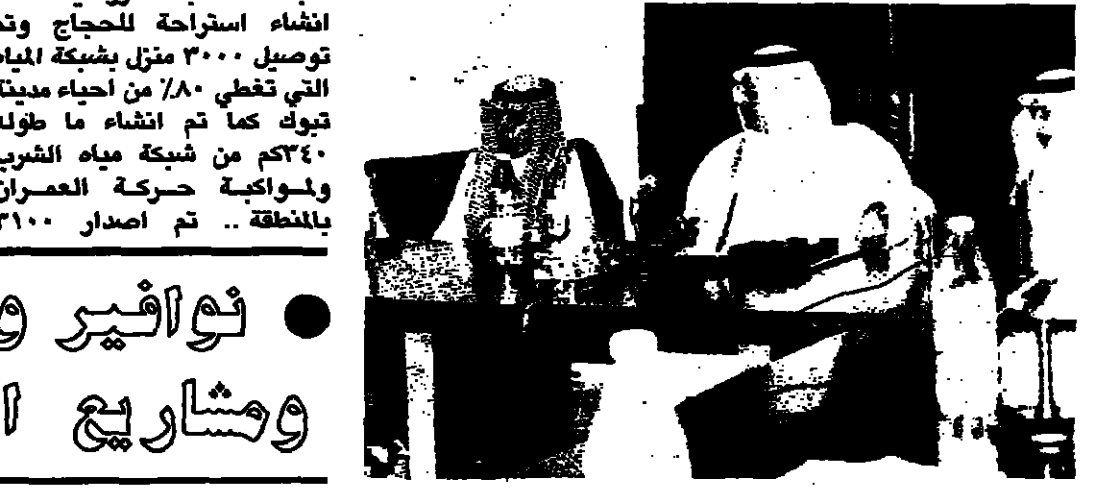 انشاء استراحة للحجاج وتم
توصيل ٣٠٠٠ منزل بشبكة المياه
التي تغطي ٨٠٪ من احياء مدينة
تبوك كما تم انشاء ما طوله
٣٤٠كم من شبكة مياه الشرب
ولمواكبة حركة العمران
بالمنطقة .. تم اصدار ٣١٠٠
● نوافير و
ومشاريع ا